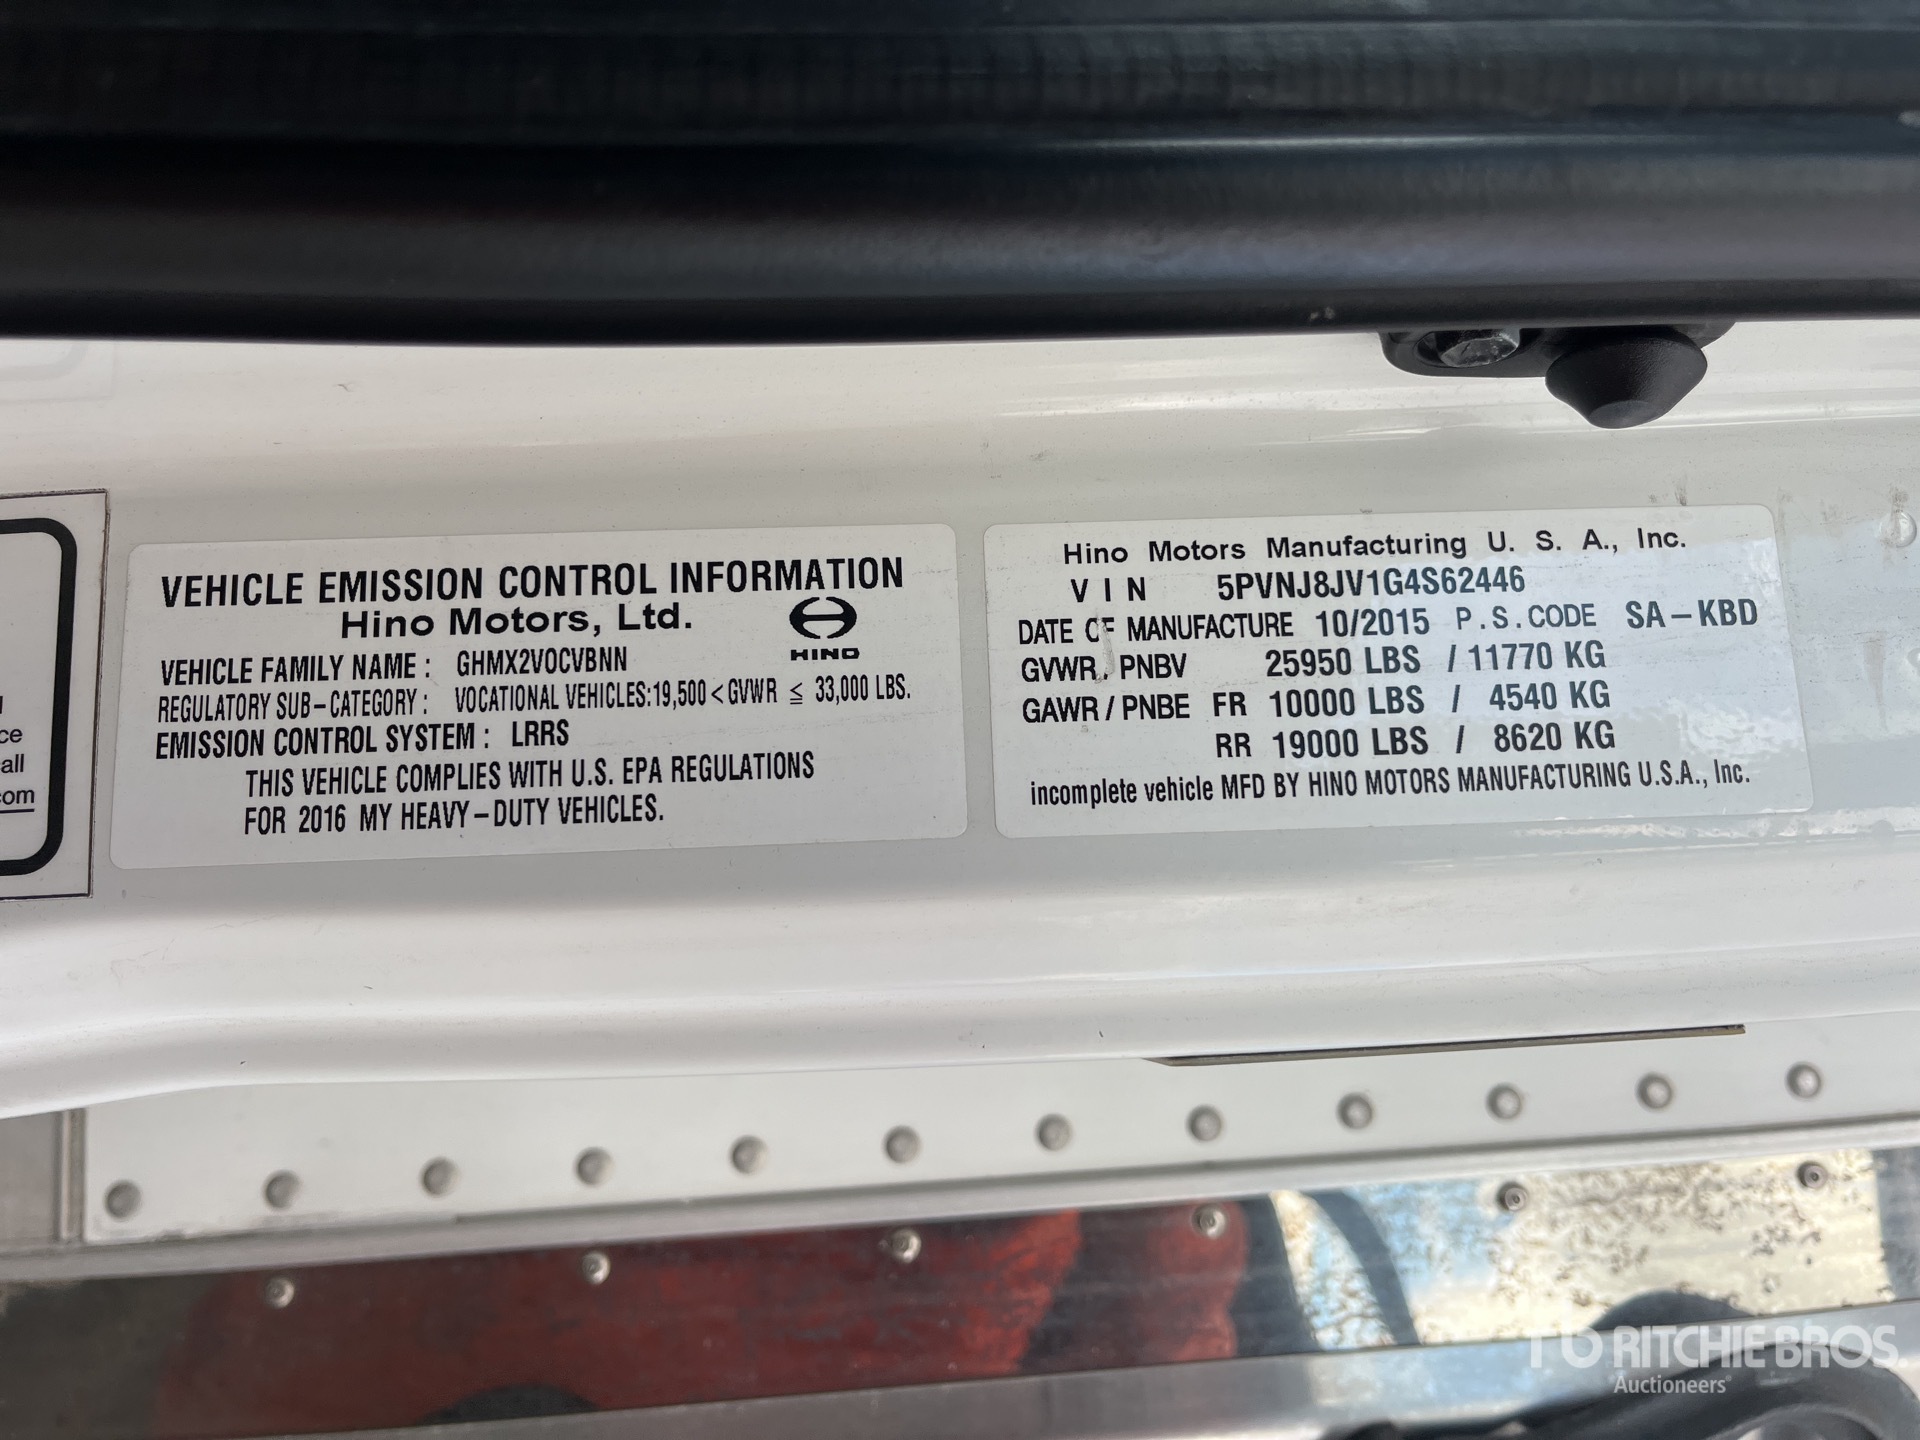 ce
all
com
VEHICLE EMISSION CONTROL INFORMATION
Hino Motors, Ltd.
HINO
VEHICLE FAMILY NAME : GHMX2VOCVBNN
REGULATORY SUB-CATEGORY : VOCATIONAL VEHICLES:19,500<GVWR ≦ 33,000 LBS.
EMISSION CONTROL SYSTEM : LRRS
THIS VEHICLE COMPLIES WITH U.S. EPA REGULATIONS
FOR 2016 MY HEAVY-DUTY VEHICLES.
Hino Motors Manufacturing U. S. A., Inc.
V I N 5PVNJ8JV1G4S62446
DATE OF MANUFACTURE 10/2015 P.S.CODE SA-KBD
GVWR/PNBV 25950 LBS / 11770 KG
GAWR/PNBE FR 10000 LBS / 4540 KG
RR 19000 LBS / 8620 KG
incomplete vehicle MFD BY HINO MOTORS MANUFACTURING U.S.A., Inc.
RITCHIE BROS.
Auctioneers